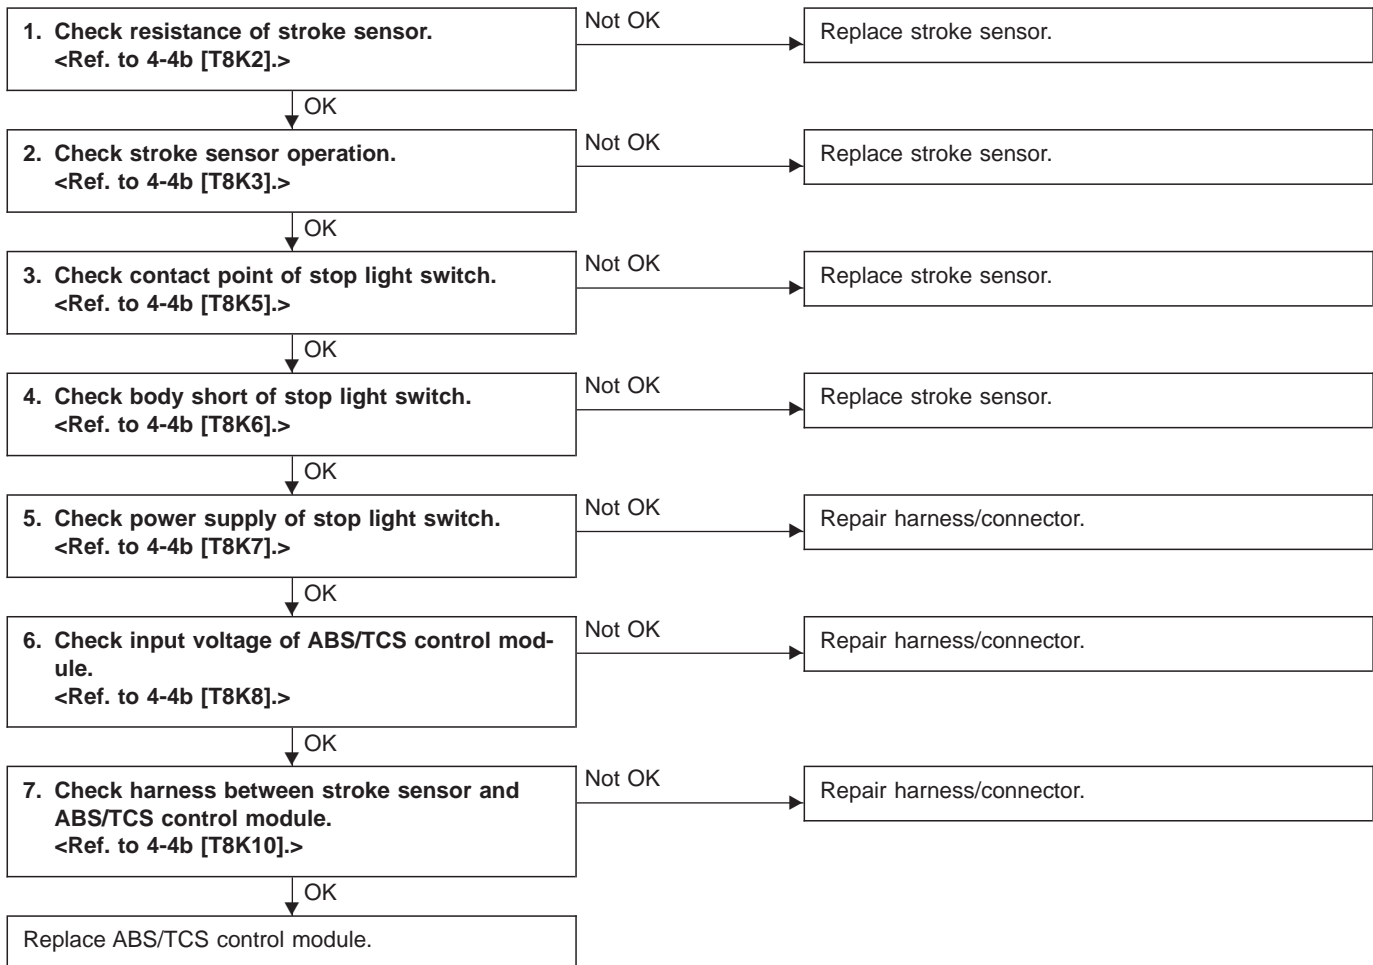 1. Check resistance of stroke sensor.
<Ref. to 4-4b [T8K2].>
Not OK
Replace stroke sensor.
OK
2. Check stroke sensor operation.
<Ref. to 4-4b [T8K3].>
Not OK
Replace stroke sensor.
OK
3. Check contact point of stop light switch.
<Ref. to 4-4b [T8K5].>
Not OK
Replace stroke sensor.
OK
4. Check body short of stop light switch.
<Ref. to 4-4b [T8K6].>
Not OK
Replace stroke sensor.
OK
5. Check power supply of stop light switch.
<Ref. to 4-4b [T8K7].>
Not OK
Repair harness/connector.
OK
6. Check input voltage of ABS/TCS control mod-
ule.
<Ref. to 4-4b [T8K8].>
Not OK
Repair harness/connector.
OK
7. Check harness between stroke sensor and
ABS/TCS control module.
<Ref. to 4-4b [T8K10].>
Not OK
Repair harness/connector.
OK
Replace ABS/TCS control module.